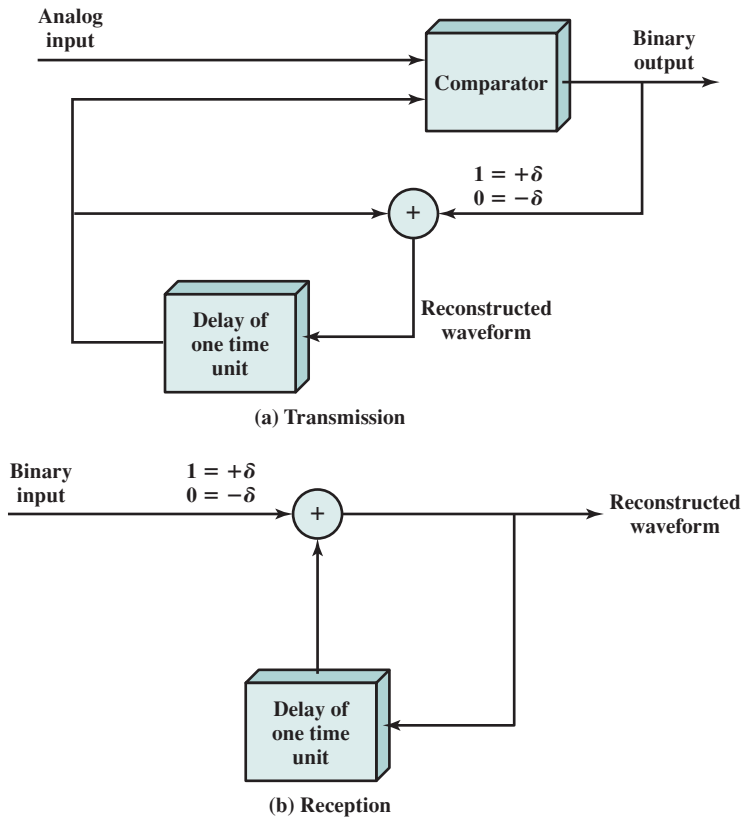 Analog
input
Binary
output
Comparator
1 = +δ
0 = −δ
+
Reconstructed
waveform
Delay of
one time
unit
(a) Transmission
Binary
input
1 = +δ
0 = −δ
+
Reconstructed
waveform
Delay of
one time
unit
(b) Reception